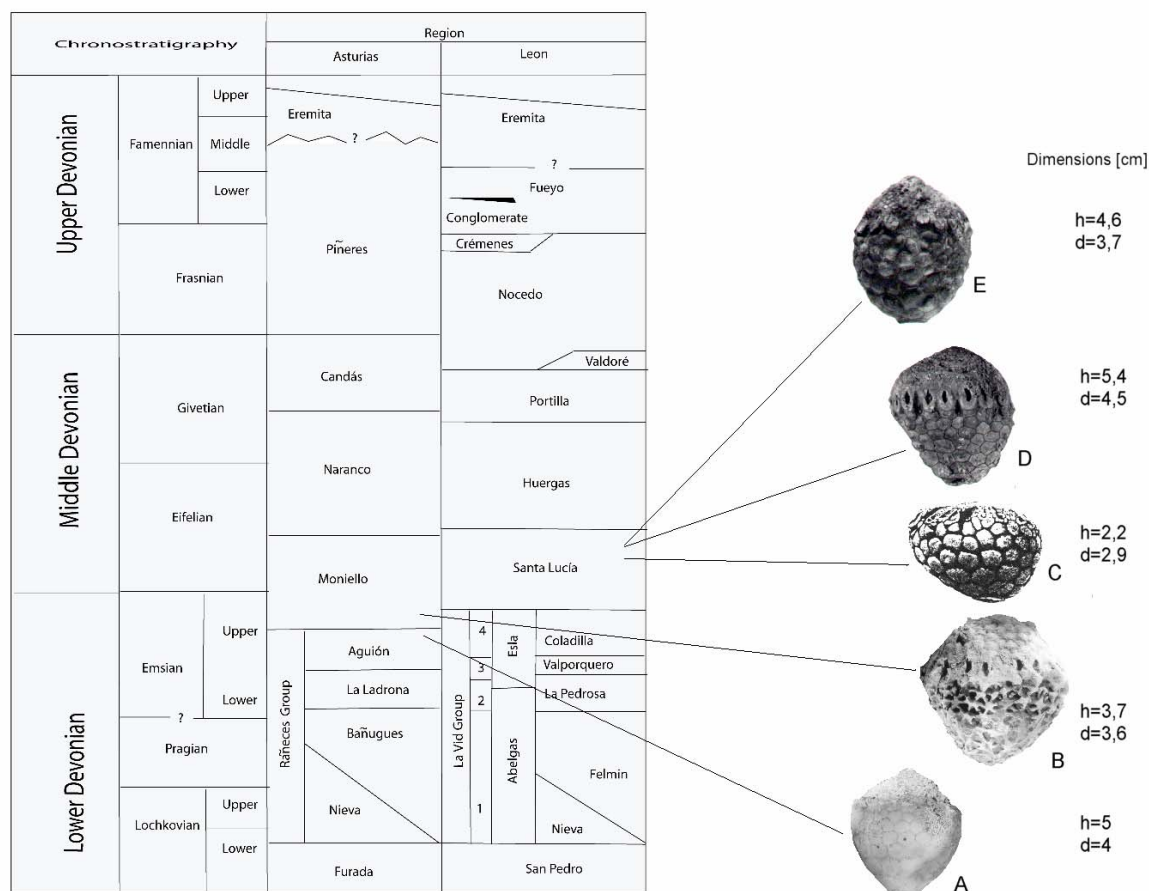 Chronostratigraphy
Region
Asturias
Leon
Upper Devonian
Famennian
Upper
Middle
Lower
Frasnian
Middle Devonian
Givetian
Eifelian
Lower Devonian
Emsian
Upper
Lower
?
Pragian
Lochkovian
Upper
Lower
Eremita
?
Piñeres
Candás
Naranco
Moniello
Rañeces Group
Aguión
La Ladrona
Bañugues
Nieva
Furada
Eremita
?
Fueyo
Conglomerate
Crémenes
Nocedo
Valdoré
Portilla
Huergas
Santa Lucía
La Vid Group
4
3
2
1
Esla
Abelgas
Coladilla
Valporquero
La Pedrosa
Felmin
Nieva
San Pedro
Dimensions [cm]
h=4,6
d=3,7
E
h=5,4
d=4,5
D
h=2,2
d=2,9
C
h=3,7
d=3,6
B
h=5
d=4
A